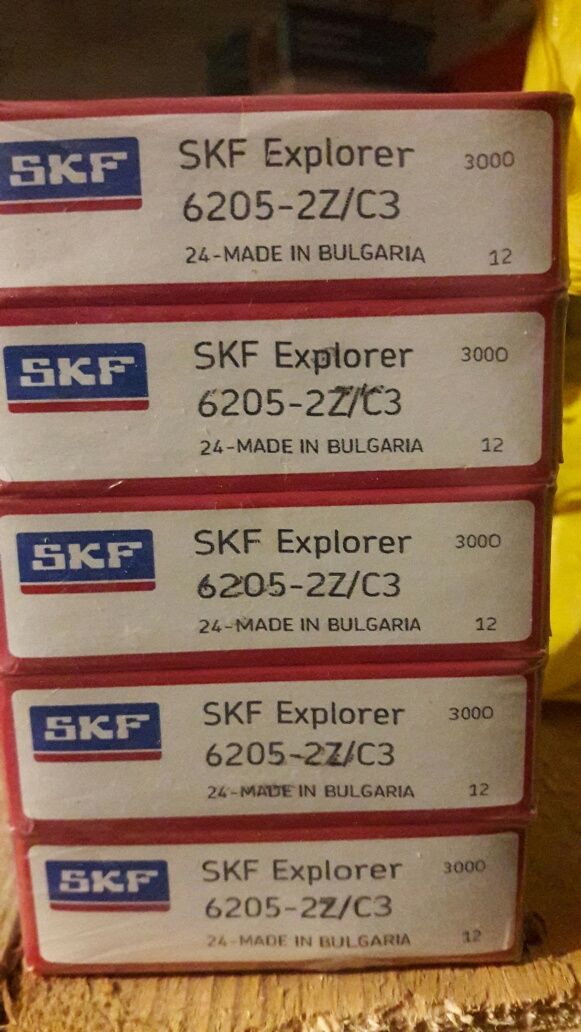 SKF
SKF Explorer 3000
6205-2Z/C3
24-MADE IN BULGARIA 12
SKF
SKF Explorer 3000
6205-2Z/C3
24-MADE IN BULGARIA 12
SKF
SKF Explorer 3000
6205-2Z/C3
24-MADE IN BULGARIA 12
SKF
SKF Explorer 3000
6205-2Z/C3
24-MADE IN BULGARIA 12
SKF
SKF Explorer 3000
6205-2Z/C3
24-MADE IN BULGARIA 12